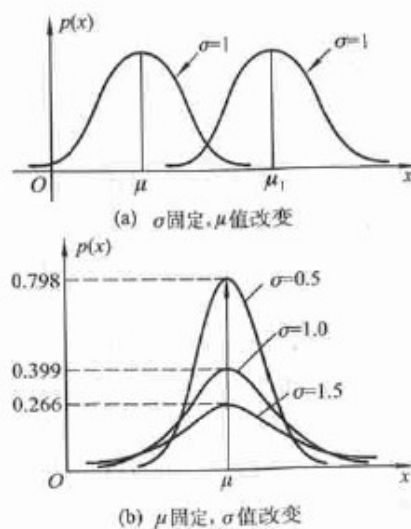 p(x)
σ=1
σ=1
O
μ
μ₁
x
(a) σ固定,μ值改变
p(x)
0.798
σ=0.5
σ=1.0
0.399
σ=1.5
0.266
O
μ
x
(b) μ固定, σ值改变